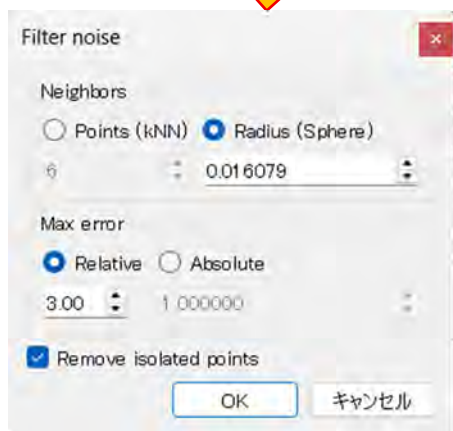 Filter noise
Neighbors
Points (kNN) Radius (Sphere)
6 0.016079
Max error
Relative Absolute
3.00 1.000000
Remove isolated points
OK キャンセル